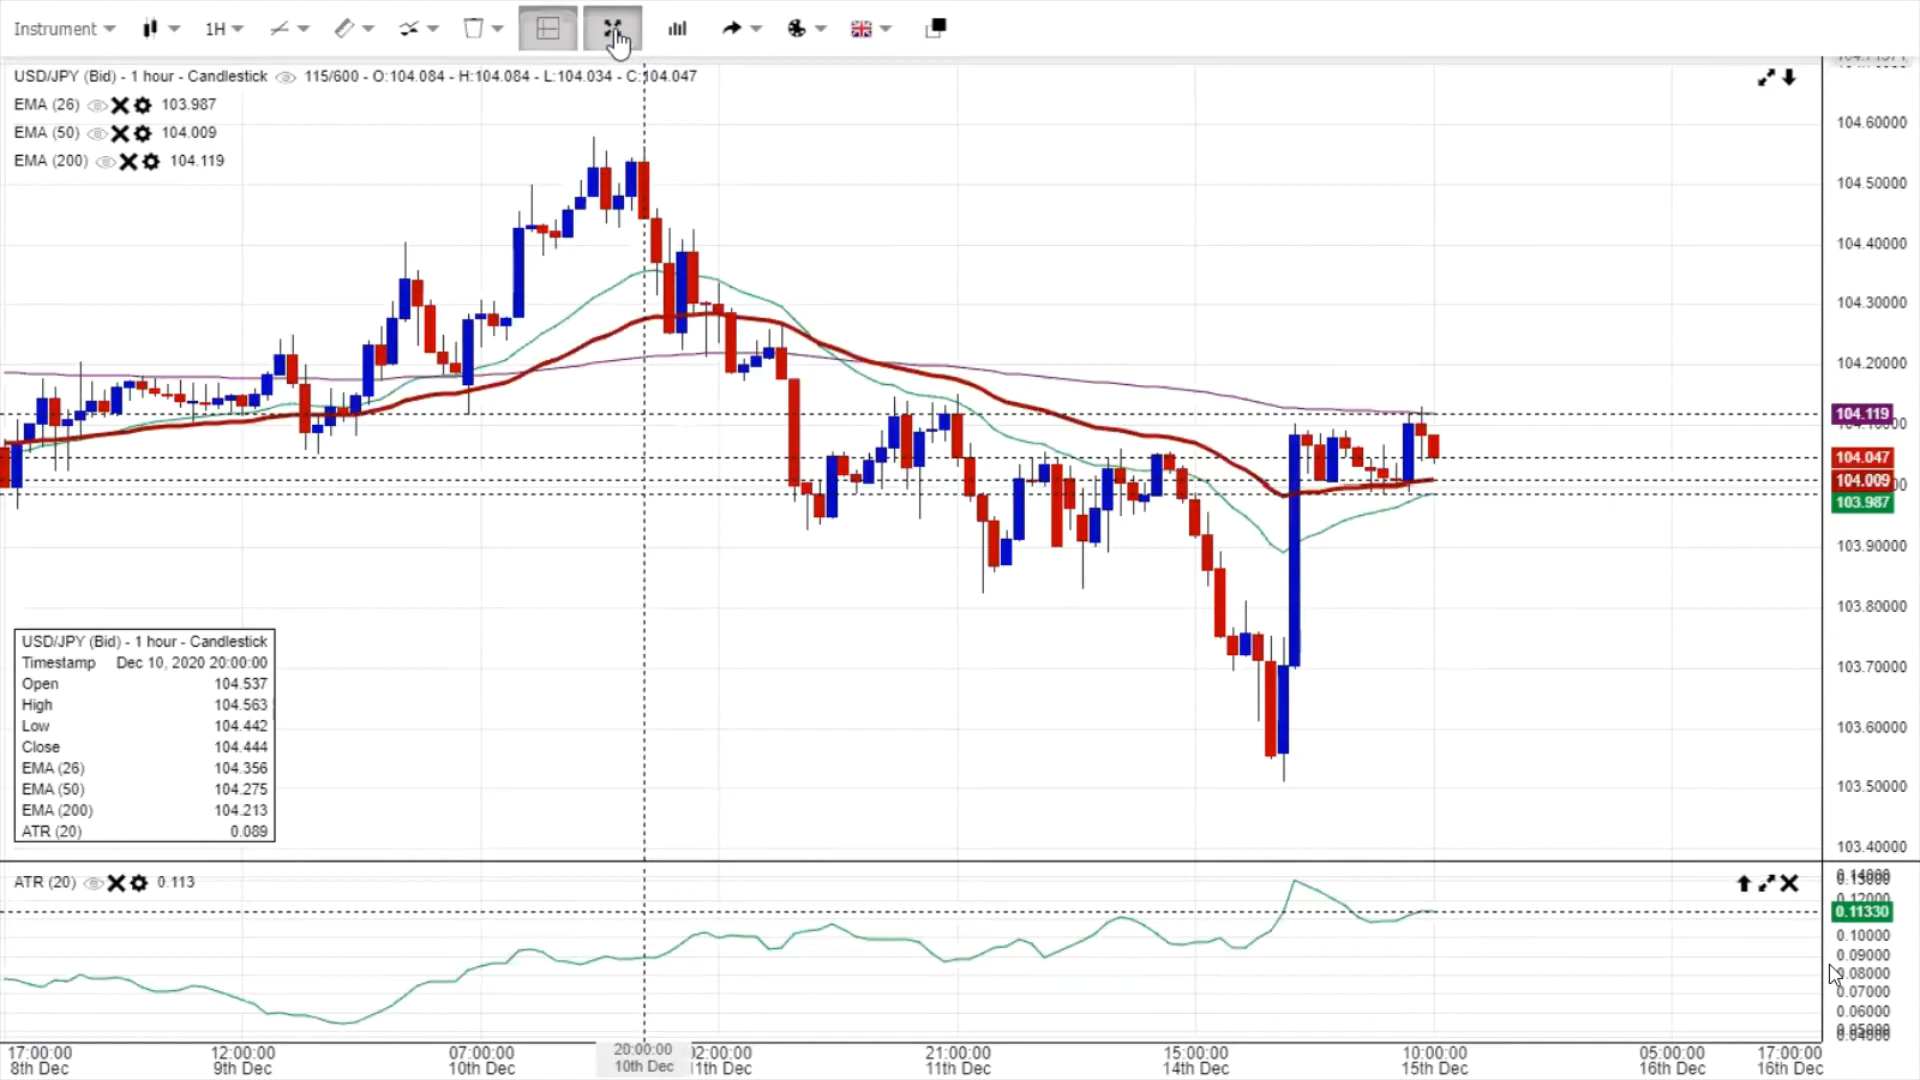 Instrument 1H
USD/JPY (Bid) - 1 hour - Candlestick 115/600 - O:104.084 - H:104.084 - L:104.034 - C:104.047
EMA (26) 103.987
EMA (50) 104.009
EMA (200) 104.119
104.60000
104.50000
104.40000
104.30000
104.20000
104.119
104.047
104.009
103.987
103.90000
103.80000
103.70000
103.60000
103.50000
103.40000
USD/JPY (Bid) - 1 hour - Candlestick
Timestamp Dec 10, 2020 20:00:00
Open 104.537
High 104.563
Low 104.442
Close 104.444
EMA (26) 104.356
EMA (50) 104.275
EMA (200) 104.213
ATR (20) 0.089
ATR (20) 0.113
0.12000
0.11330
0.10000
0.09000
0.08000
0.07000
0.06000
17:00:00
8th Dec
12:00:00
9th Dec
07:00:00
10th Dec
20:00:00
10th Dec
02:00:00
11th Dec
21:00:00
11th Dec
15:00:00
14th Dec
10:00:00
15th Dec
05:00:00
16th Dec
17:00:00
16th Dec